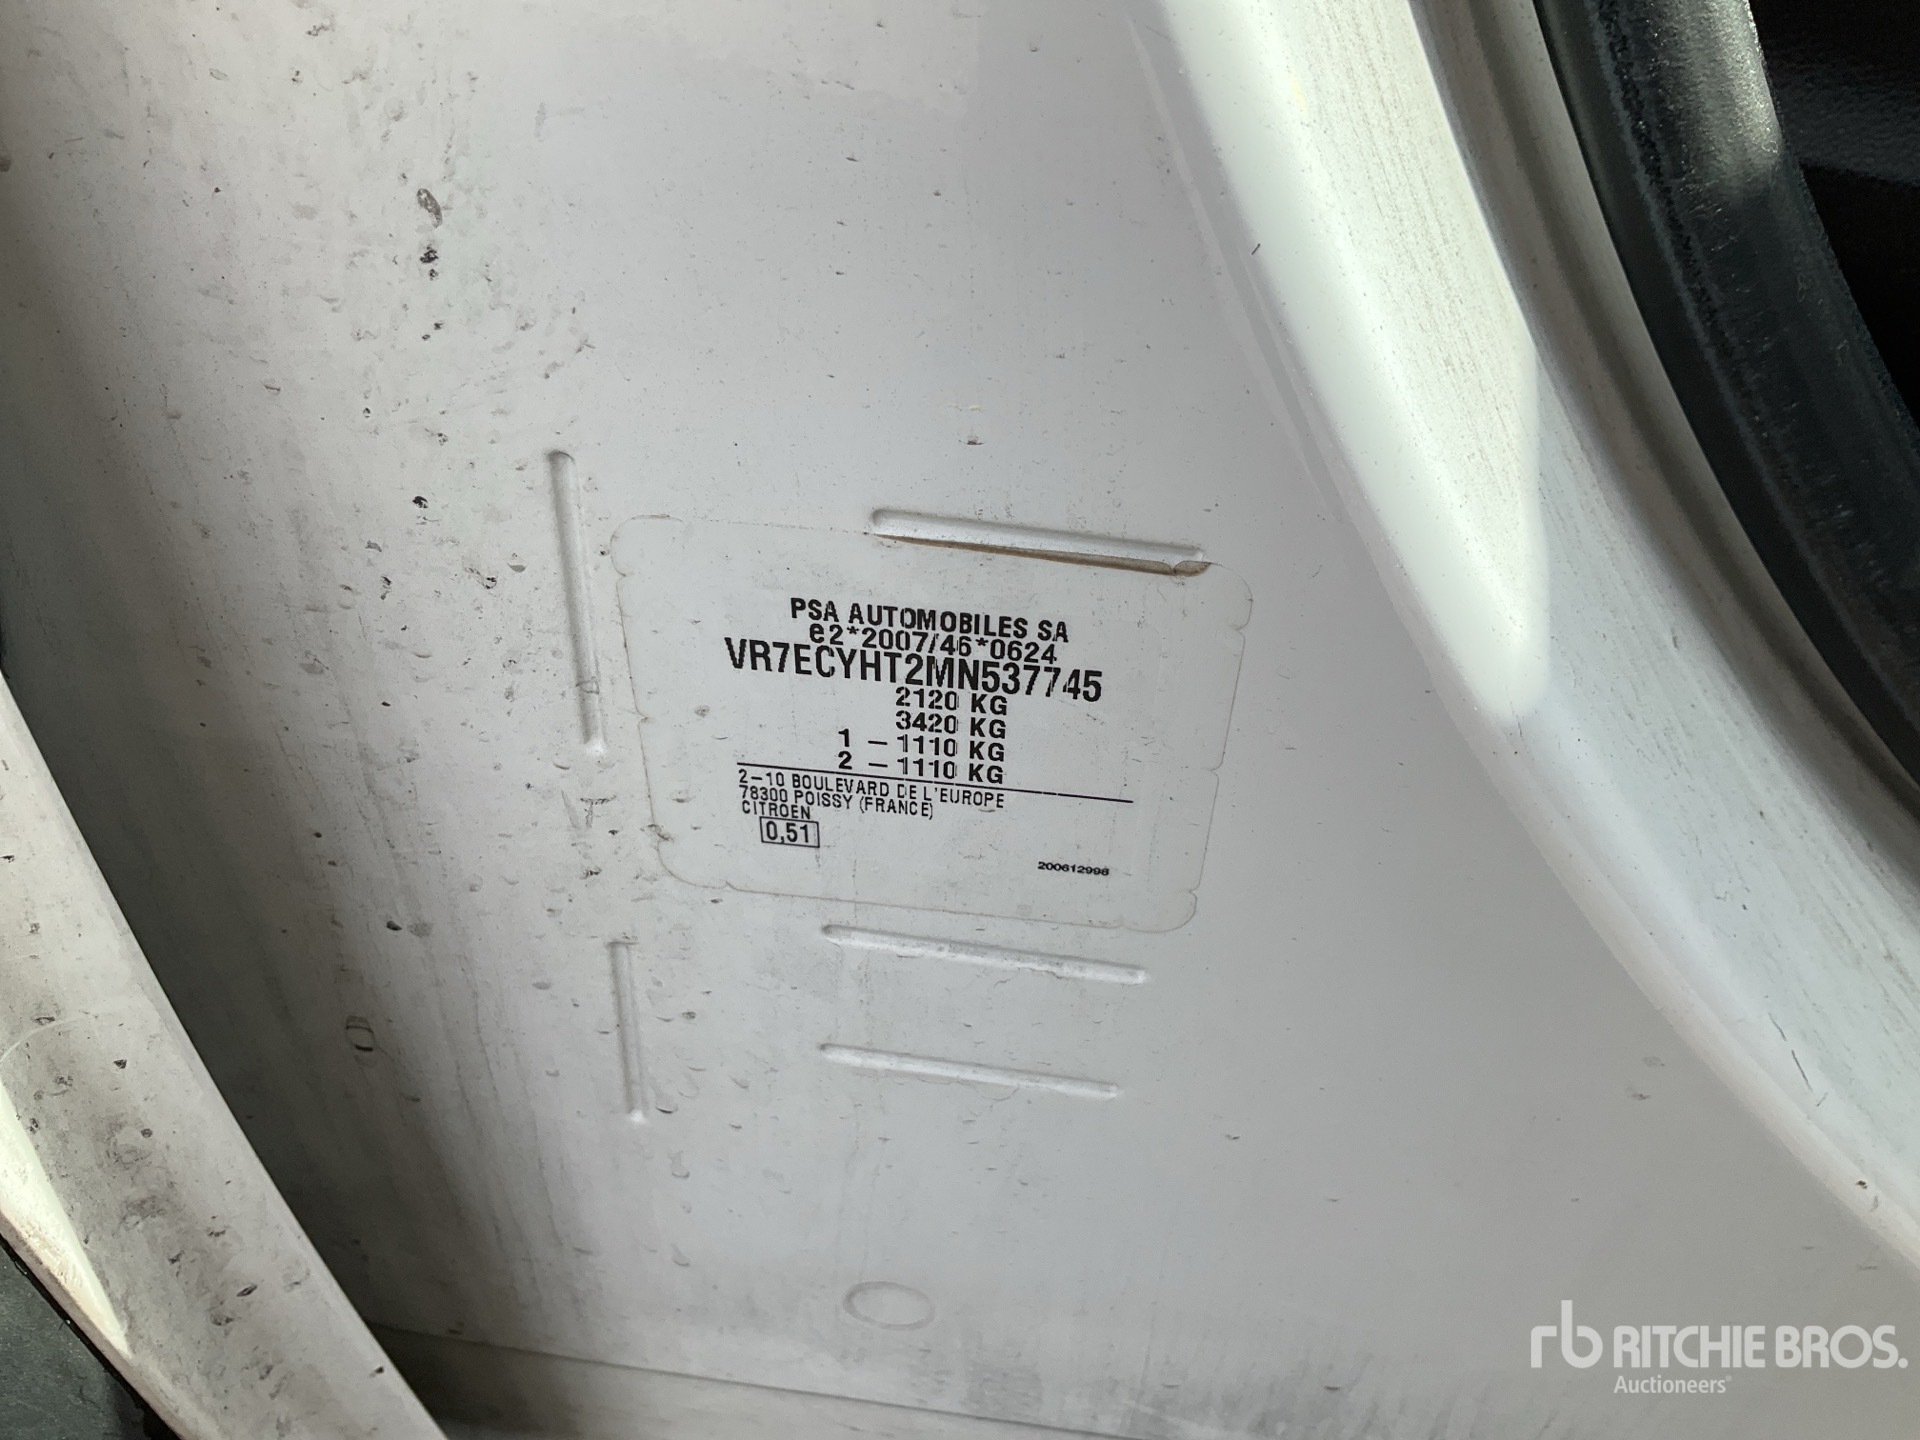 PSA AUTOMOBILES SA
e2*2007/46*0624
VR7ECYHT2MN537745
2120 KG
3420 KG
1 – 1110 KG
2 – 1110 KG
2–10 BOULEVARD DE L'EUROPE
78300 POISSY (FRANCE)
CITROEN
0,51
200612998
rb RITCHIE BROS.
Auctioneers